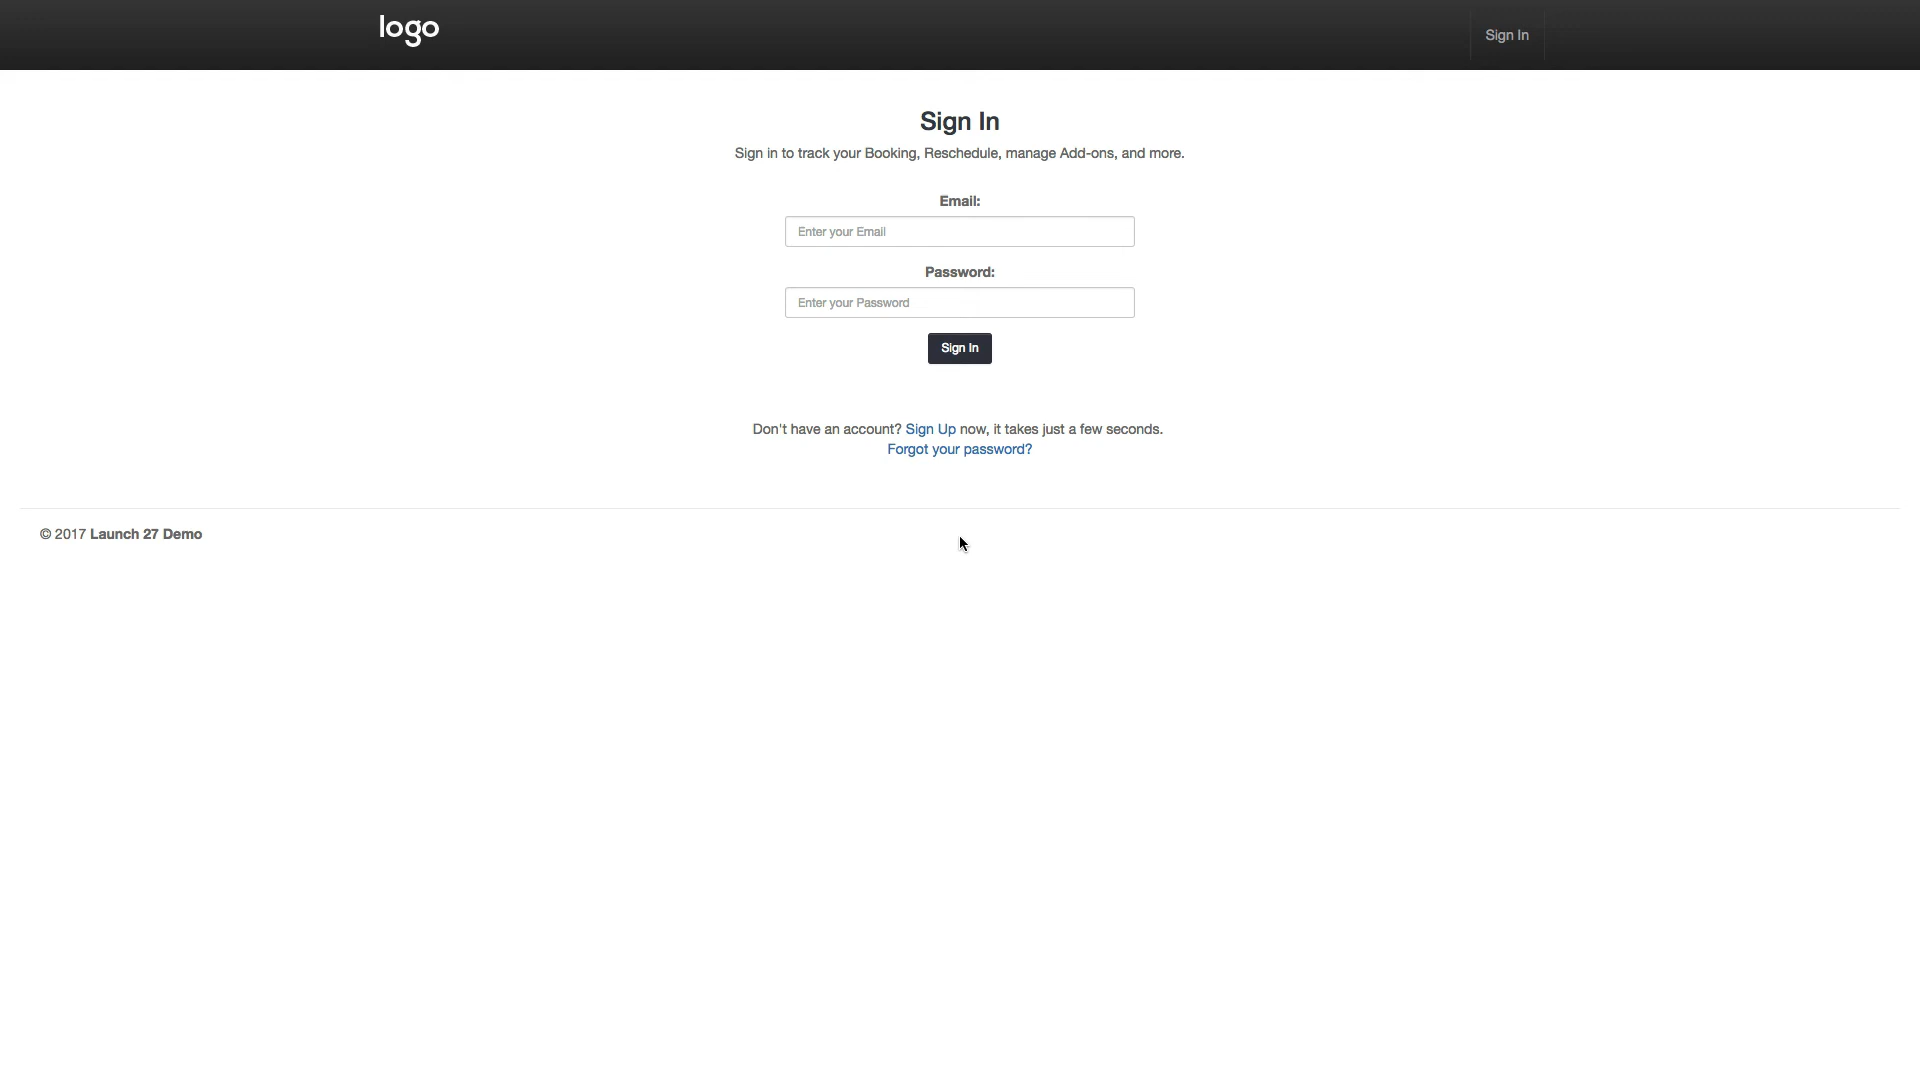 logo
Sign In
Sign In
Sign in to track your Booking, Reschedule, manage Add-ons, and more.
Email:
Enter your Email
Password:
Enter your Password
Sign In
Don't have an account? Sign Up now, it takes just a few seconds.
Forgot your password?
© 2017 Launch 27 Demo